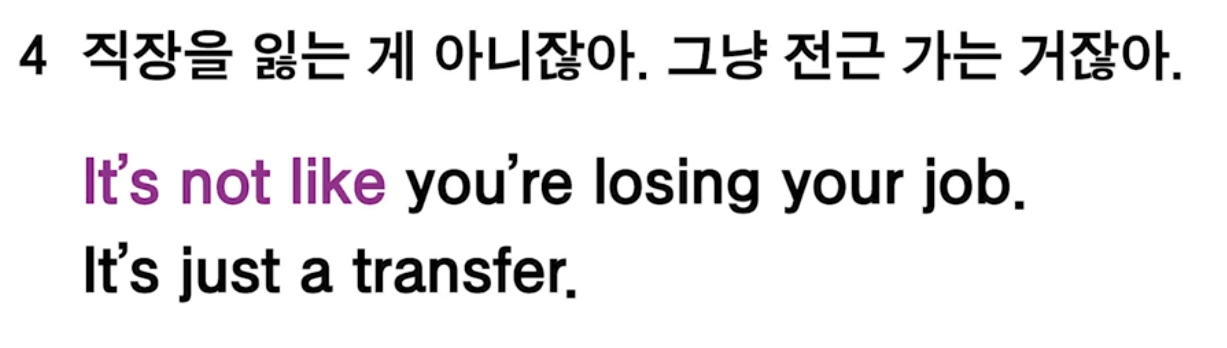 4 직장을 잃는 게 아니잖아. 그냥 전근 가는 거잖아.
It’s not like you’re losing your job.
It’s just a transfer.